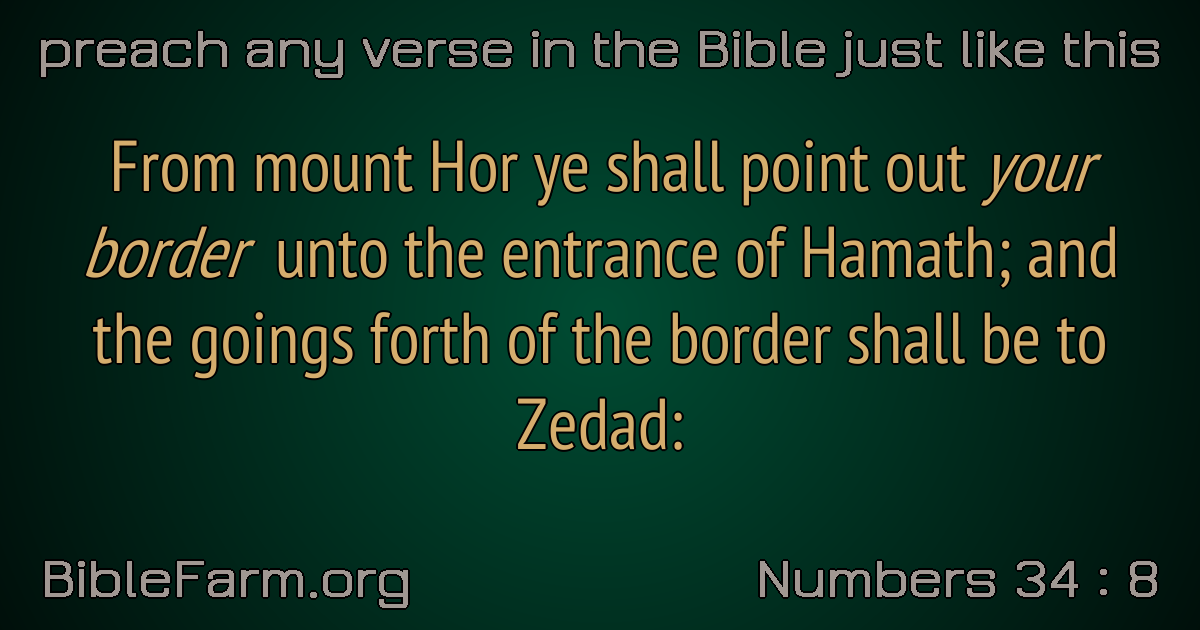 preach any verse in the Bible just like this
From mount Hor ye shall point out your
border unto the entrance of Hamath; and
the goings forth of the border shall be to
Zedad:
BibleFarm.org
Numbers 34 : 8